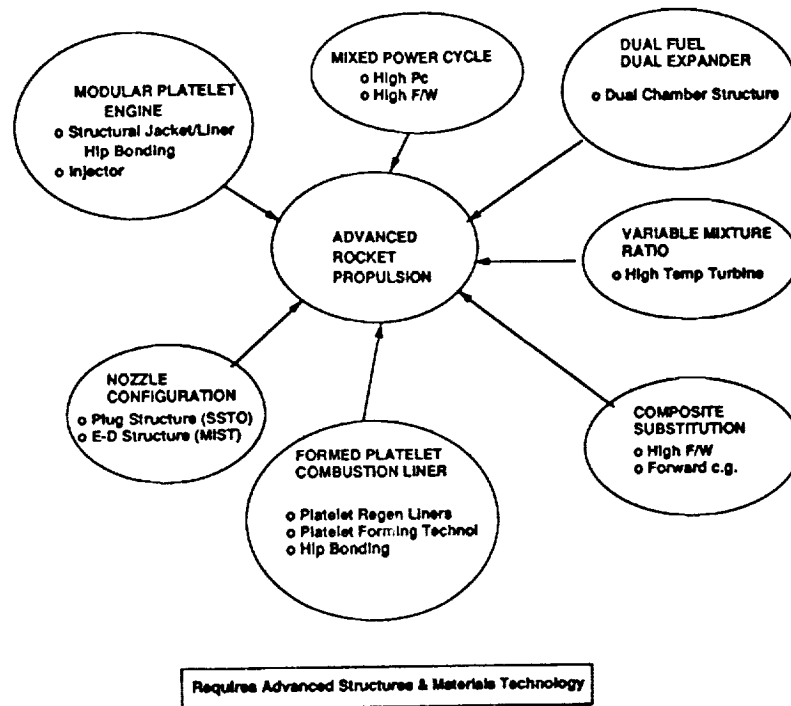 MIXED POWER CYCLE
o High Pc
o High F/W
DUAL FUEL
DUAL EXPANDER
o Dual Chamber Structure
MODULAR PLATELET
ENGINE
o Structural Jacket/Liner
Hip Bonding
o Injector
ADVANCED
ROCKET
PROPULSION
VARIABLE MIXTURE
RATIO
o High Temp Turbine
NOZZLE
CONFIGURATION
o Plug Structure (SSTO)
o E-D Structure (MIST)
FORMED PLATELET
COMBUSTION LINER
o Platelet Regen Liners
o Platelet Forming Technol
o Hip Bonding
COMPOSITE
SUBSTITUTION
o High F/W
o Forward c.g.
Requires Advanced Structures & Materials Technology